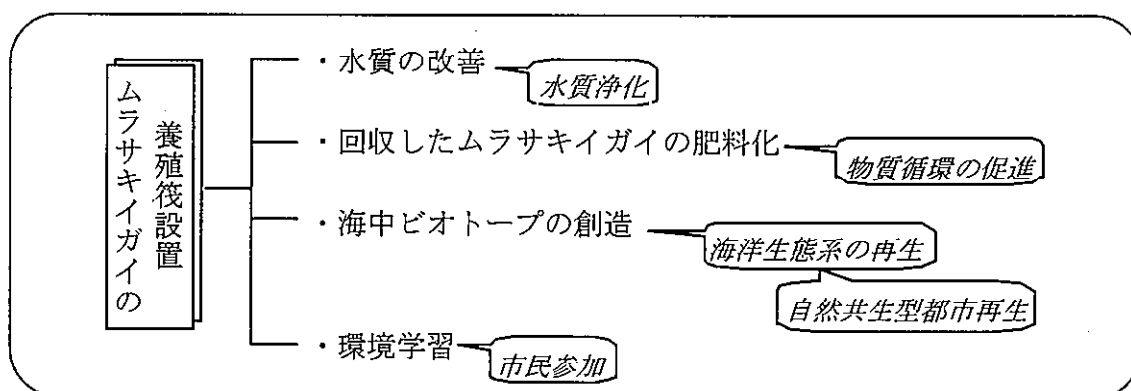 ムラサキイガイの
養殖筏設置
・水質の改善
水質浄化
・回収したムラサキイガイの肥料化
物質循環の促進
・海中ビオトープの創造
海洋生態系の再生
自然共生型都市再生
・環境学習
市民参加